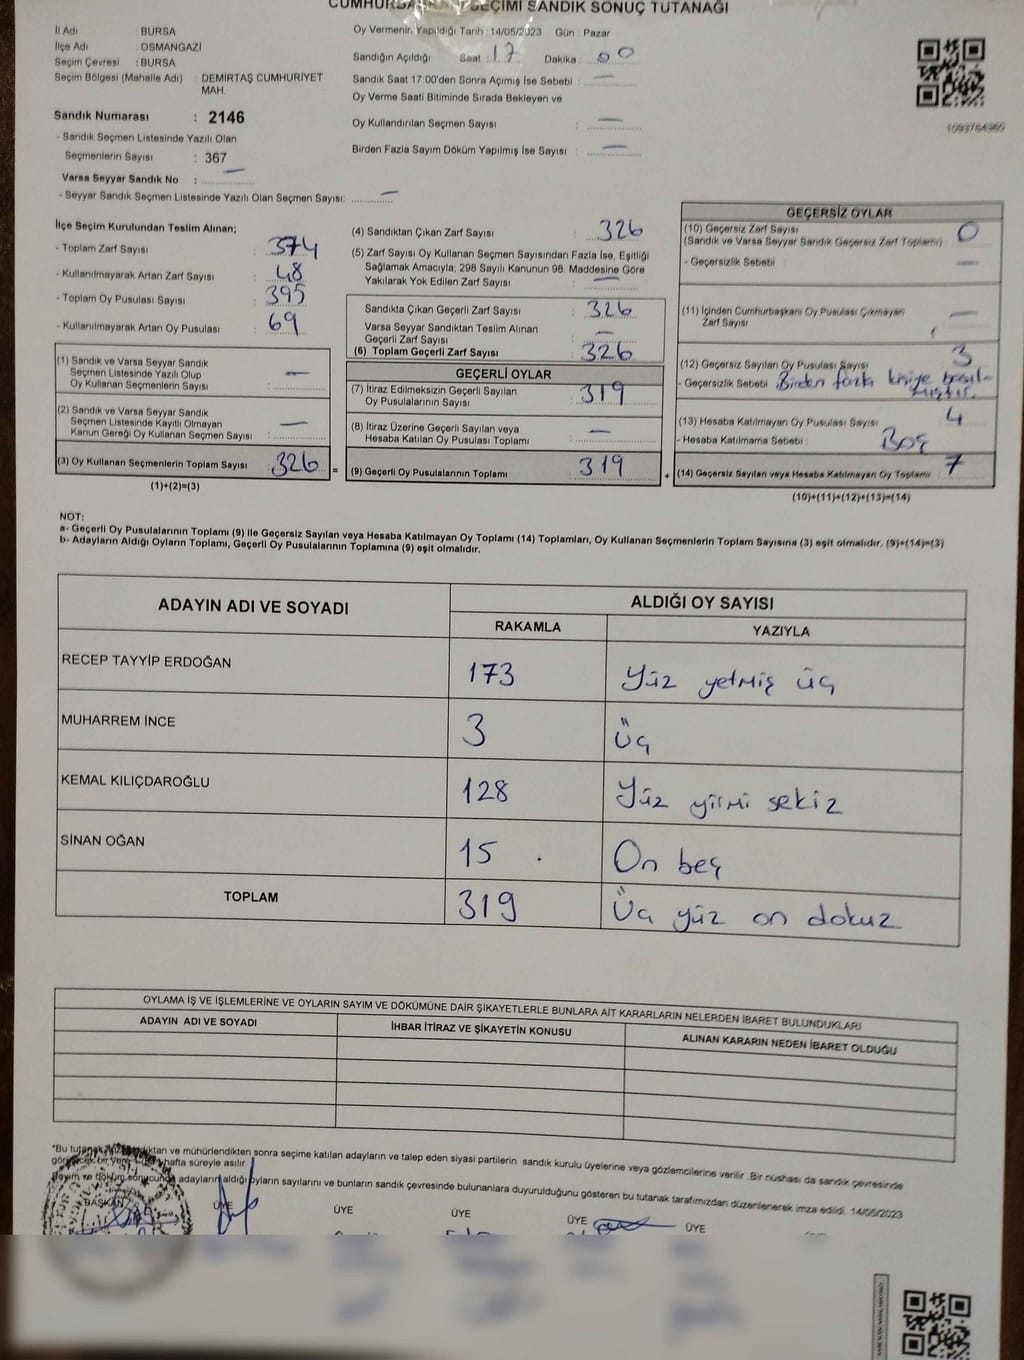 CUMHURBAŞKANI SEÇİMİ SANDIK SONUÇ TUTANAĞI
İl Adı : BURSA
İlçe Adı : OSMANGAZİ
Seçim Çevresi : BURSA
Seçim Bölgesi (Mahalle Adı) : DEMİRTAŞ CUMHURİYET
MAH.
Sandık Numarası : 2146
- Sandık Seçmen Listesinde Yazılı Olan
Seçmenlerin Sayısı : 367
Varsa Seyyar Sandık No : –
- Seyyar Sandık Seçmen Listesinde Yazılı Olan Seçmen Sayısı: –
Oy Vermenin Yapıldığı Tarih : 14/05/2023 Gün : Pazar
Sandığın Açıldığı Saat : 17 Dakika : 00
Sandık Saat 17:00'den Sonra Açımış İse Sebebi : –
Oy Verme Saati Bitiminde Sırada Bekleyen ve
Oy Kullandırılan Seçmen Sayısı : –
Birden Fazla Sayım Döküm Yapılmış İse Sayısı : –
1093764360
İlçe Seçim Kurulundan Teslim Alınan;
- Toplam Zarf Sayısı : 374
- Kullanılmayarak Artan Zarf Sayısı : 48
- Toplam Oy Pusulası Sayısı : 395
- Kullanılmayarak Artan Oy Pusulası : 69
(1) Sandık ve Varsa Seyyar Sandık
Seçmen Listesinde Yazılı Olup
Oy Kullanan Seçmenlerin Sayısı : –
(2) Sandık ve Varsa Seyyar Sandık
Seçmen Listesinde Kayıtlı Olmayan
Kanun Gereği Oy Kullanan Seçmen Sayısı : –
(3) Oy Kullanan Seçmenlerin Toplam Sayısı : 326 =
(1)+(2)=(3)
(4) Sandıktan Çıkan Zarf Sayısı : 326
(5) Zarf Sayısı Oy Kullanan Seçmen Sayısından Fazla İse, Eşitliği
Sağlamak Amacıyla; 298 Sayılı Kanunun 98. Maddesine Göre
Yakılarak Yok Edilen Zarf Sayısı : –
Sandıkta Çıkan Geçerli Zarf Sayısı : 326
Varsa Seyyar Sandıktan Teslim Alınan
Geçerli Zarf Sayısı : –
(6) Toplam Geçerli Zarf Sayısı : 326
GEÇERLİ OYLAR
(7) İtiraz Edilmeksizin Geçerli Sayılan
Oy Pusulalarının Sayısı : 319
(8) İtiraz Üzerine Geçerli Sayılan veya
Hesaba Katılan Oy Pusulaları Toplamı : –
(9) Geçerli Oy Pusulalarının Toplamı : 319 +
GEÇERSİZ OYLAR
(10) Geçersiz Zarf Sayısı : 0
(Sandık ve Varsa Seyyar Sandık Geçersiz Zarf Toplamı)
- Geçersizlik Sebebi : –
(11) İçinden Cumhurbaşkanı Oy Pusulası Çıkmayan
Zarf Sayısı : –
(12) Geçersiz Sayılan Oy Pusulası Sayısı : 3
- Geçersizlik Sebebi : Birden fazla kişiye basıl-
mıştır.
(13) Hesaba Katılmayan Oy Pusulası Sayısı : 4
- Hesaba Katılmama Sebebi : Boş
(14) Geçersiz Sayılan veya Hesaba Katılmayan Oy Toplamı : 7
(10)+(11)+(12)+(13)=(14)
NOT:
a- Geçerli Oy Pusulalarının Toplamı (9) ile Geçersiz Sayılan veya Hesaba Katılmayan Oy Toplamı (14) Toplamları, Oy Kullanan Seçmenlerin Toplam Sayısına (3) eşit olmalıdır. (9)+(14)=(3)
b- Adayların Aldığı Oyların Toplamı, Geçerli Oy Pusulalarının Toplamına (9) eşit olmalıdır.
ADAYIN ADI VE SOYADI ALDIĞI OY SAYISI
RAKAMLA YAZIYLA
RECEP TAYYİP ERDOĞAN 173 Yüz yetmiş üç
MUHARREM İNCE 3 Üç
KEMAL KILIÇDAROĞLU 128 Yüz yirmi sekiz
SİNAN OĞAN 15 . On beş
TOPLAM 319 Üç yüz on dokuz
OYLAMA İŞ VE İŞLEMLERİNE VE OYLARIN SAYIM VE DÖKÜMÜNE DAİR ŞİKAYETLERLE BUNLARA AİT KARARLARIN NELERDEN İBARET BULUNDUKLARI
ADAYIN ADI VE SOYADI İHBAR İTİRAZ VE ŞİKAYETİN KONUSU ALINAN KARARIN NEDEN İBARET OLDUĞU
*Bu ve mühürlendikten sonra seçime katılan adayların ve talep eden siyasi partilerin sandık kurulu üyelerine veya gözlemcilerine verilir. Bir nüshası da sandık çevresinde
hafta süreyle asılır.
Sayım ve döküm sonucunda adayların aldığı oyların sayılarını ve bunların sandık çevresinde bulunanlara duyurulduğunu gösteren bu tutanak tarafımızdan düzenlenerek imza edildi. 14/05/2023
BAŞKAN ÜYE ÜYE ÜYE ÜYE ÜYE